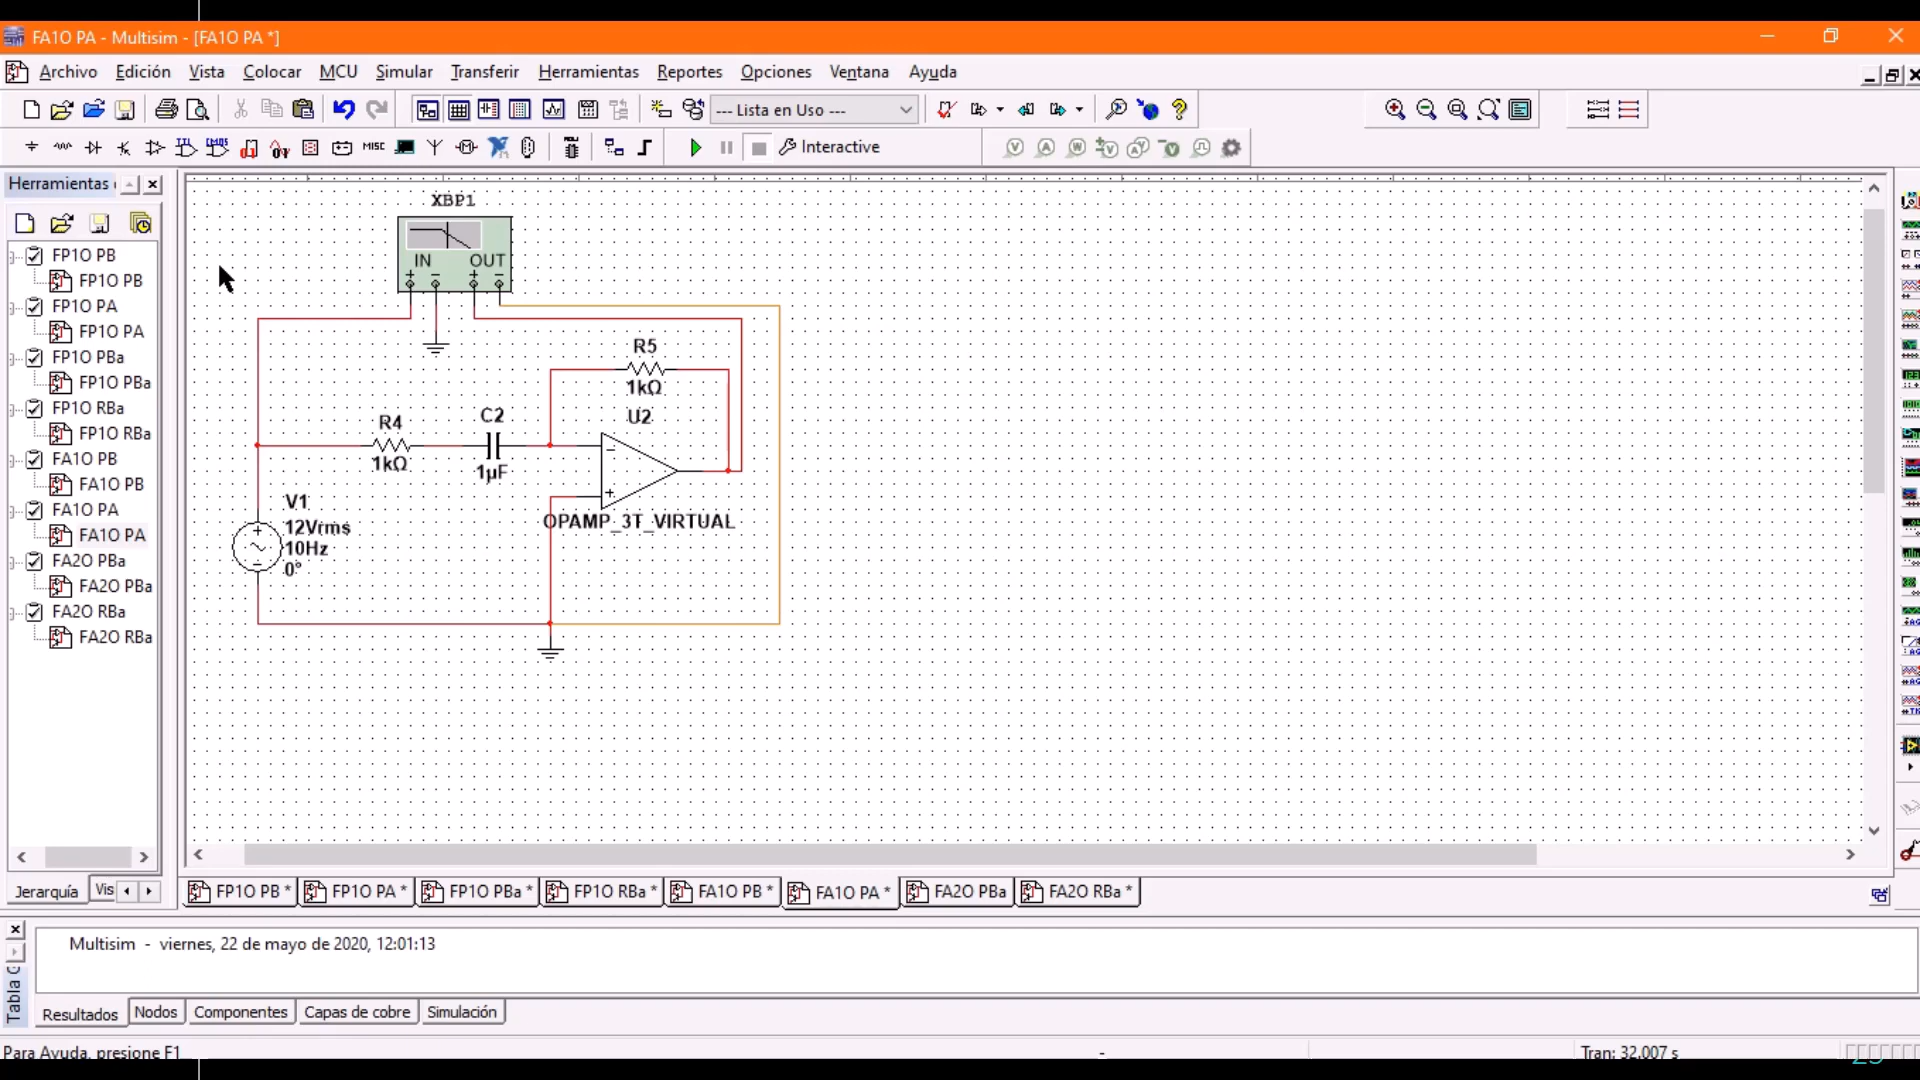 FA1O PA - Multisim - [FA1O PA *]
Archivo Edición Vista Colocar MCU Simular Transferir Herramientas Reportes Opciones Ventana Ayuda
--- Lista en Uso ---
MISC Interactive
Herramientas
XBP1
IN OUT
+ − + −
FP1O PB
FP1O PB
FP1O PA
FP1O PA
FP1O PBa
FP1O PBa
FP1O RBa
FP1O RBa
FA1O PB
FA1O PB
FA1O PA
FA1O PA
FA2O PBa
FA2O PBa
FA2O RBa
FA2O RBa
R5
1kΩ
U2
R4
1kΩ
C2
1µF
V1
12Vrms
10Hz
0°
OPAMP_3T_VIRTUAL
Jerarquía Vis
FP1O PB * FP1O PA * FP1O PBa * FP1O RBa * FA1O PB * FA1O PA * FA2O PBa FA2O RBa *
Multisim - viernes, 22 de mayo de 2020, 12:01:13
Resultados Nodos Componentes Capas de cobre Simulación
Tabla
Para Ayuda, presione F1
-
Tran: 32.007 s